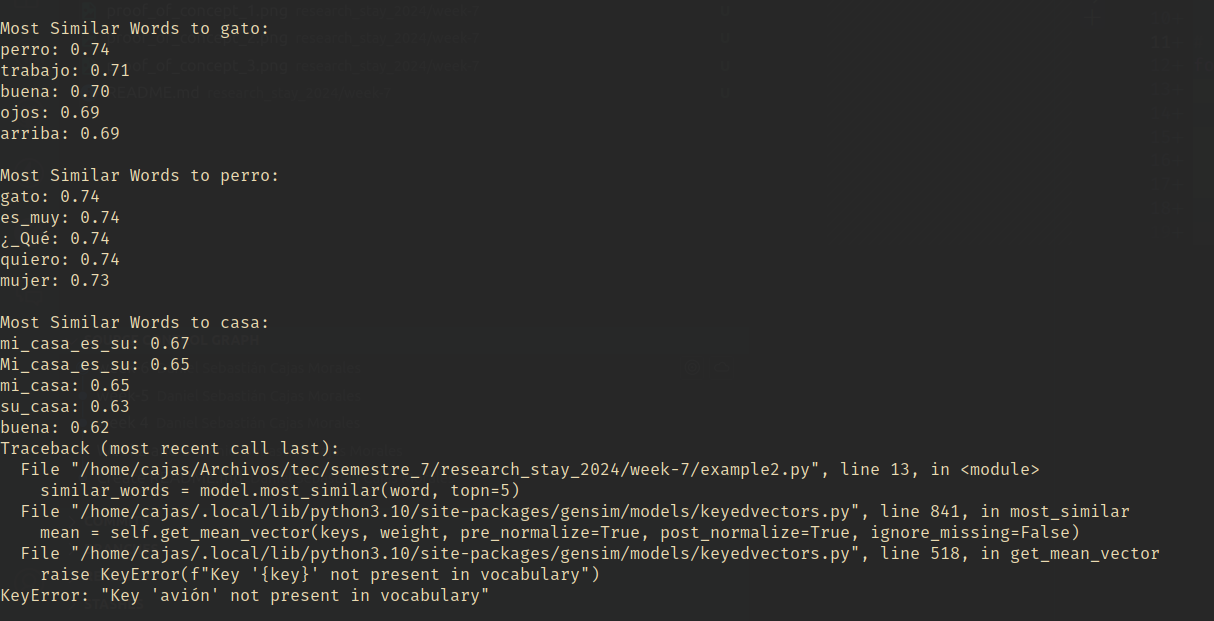 Most Similar Words to gato:
perro: 0.74
trabajo: 0.71
buena: 0.70
ojos: 0.69
arriba: 0.69
Most Similar Words to perro:
gato: 0.74
es_muy: 0.74
¿_Qué: 0.74
quiero: 0.74
mujer: 0.73
Most Similar Words to casa:
mi_casa_es_su: 0.67
Mi_casa_es_su: 0.65
mi_casa: 0.65
su_casa: 0.63
buena: 0.62
Traceback (most recent call last):
  File "/home/cajas/Archivos/tec/semestre_7/research_stay_2024/week-7/example2.py", line 13, in <module>
    similar_words = model.most_similar(word, topn=5)
  File "/home/cajas/.local/lib/python3.10/site-packages/gensim/models/keyedvectors.py", line 841, in most_similar
    mean = self.get_mean_vector(keys, weight, pre_normalize=True, post_normalize=True, ignore_missing=False)
  File "/home/cajas/.local/lib/python3.10/site-packages/gensim/models/keyedvectors.py", line 518, in get_mean_vector
    raise KeyError(f"Key '{key}' not present in vocabulary")
KeyError: "Key 'avión' not present in vocabulary"